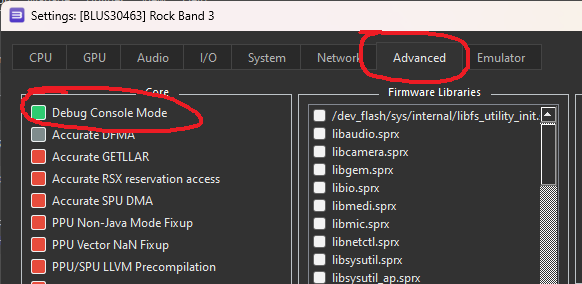 Settings: [BLUS30463] Rock Band 3
CPU GPU Audio I/O System Network Advanced Emulator
Core
Debug Console Mode
Accurate DFMA
Accurate GETLLAR
Accurate RSX reservation access
Accurate SPU DMA
PPU Non-Java Mode Fixup
PPU Vector NaN Fixup
PPU/SPU LLVM Precompilation
Firmware Libraries
/dev_flash/sys/internal/libfs_utility_init.
libaudio.sprx
libcamera.sprx
libgem.sprx
libio.sprx
libmedi.sprx
libmic.sprx
libnetctl.sprx
libsysutil.sprx
libsysutil_ap.sprx